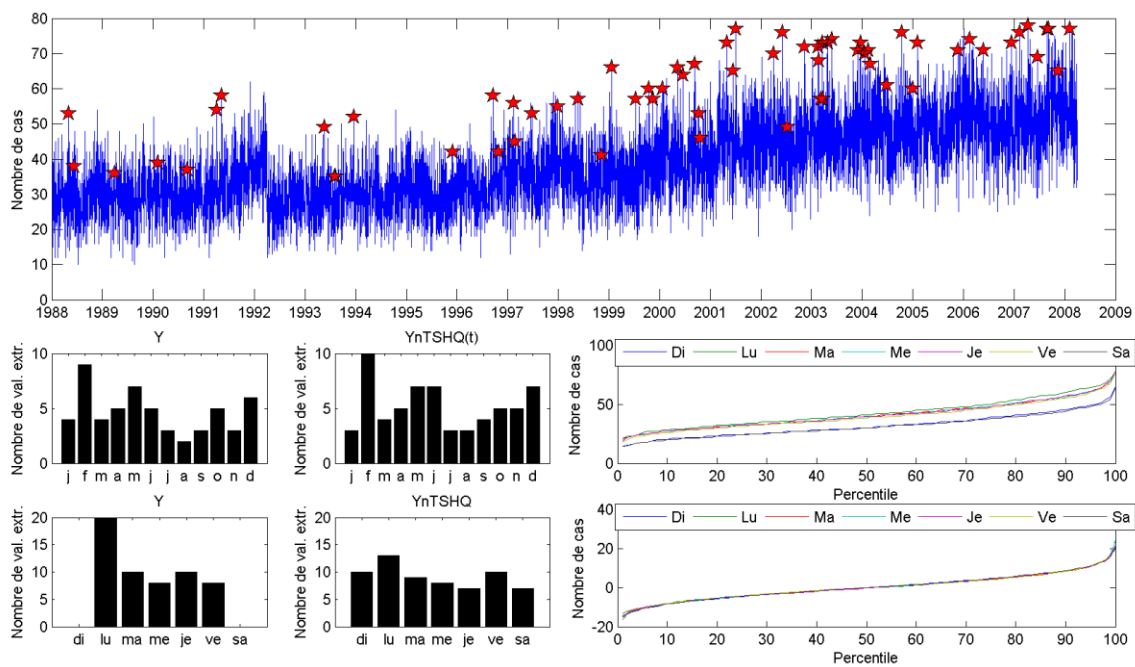 Nombre de cas
80
70
60
50
40
30
20
10
0
1988 1989 1990 1991 1992 1993 1994 1995 1996 1997 1998 1999 2000 2001 2002 2003 2004 2005 2006 2007 2008 2009
Y
Nombre de val. extr.
10
5
0
j f m a m j j a s o n d
YnTSHQ(t)
Nombre de val. extr.
10
5
0
j f m a m j j a s o n d
Di Lu Ma Me Je Ve Sa
Nombre de cas
100
50
0
0 10 20 30 40 50 60 70 80 90 100
Percentile
Y
Nombre de val. extr.
20
15
10
5
0
di lu ma me je ve sa
YnTSHQ
Nombre de val. extr.
20
15
10
5
0
di lu ma me je ve sa
Di Lu Ma Me Je Ve Sa
Nombre de cas
40
20
0
-20
0 10 20 30 40 50 60 70 80 90 100
Percentile